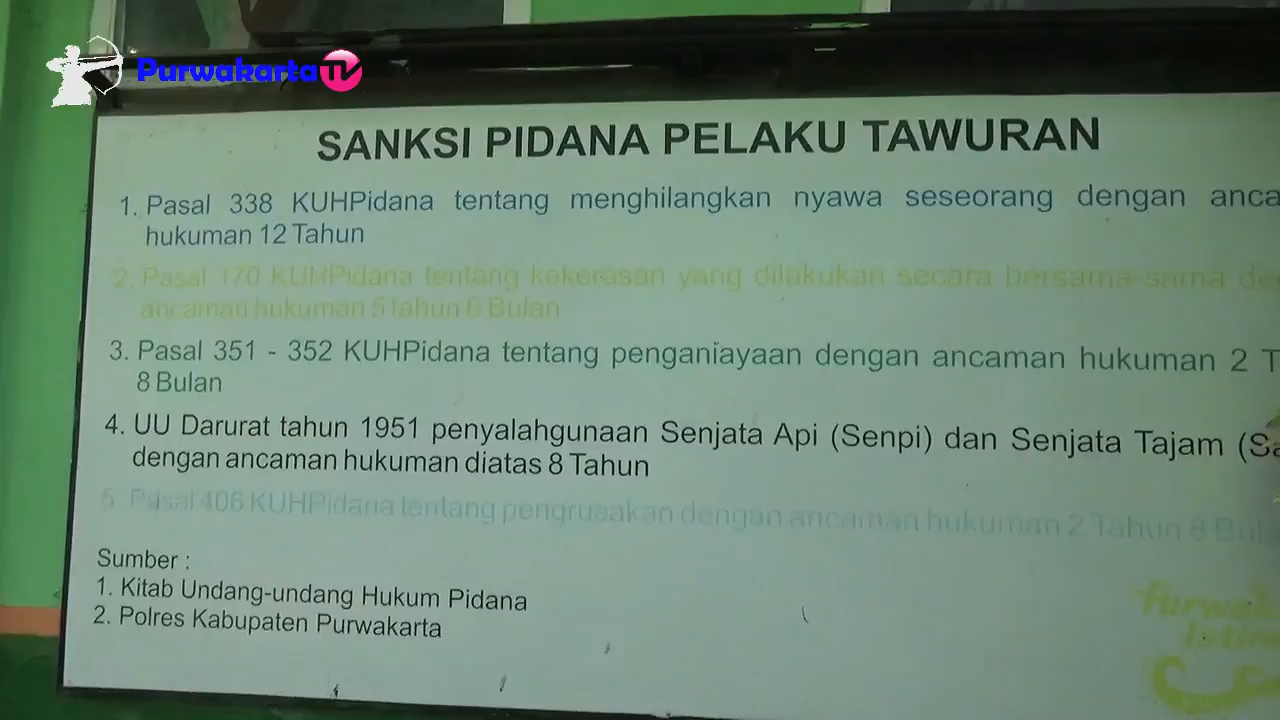 PurwakartaTV
SANKSI PIDANA PELAKU TAWURAN
1. Pasal 338 KUHPidana tentang menghilangkan nyawa seseorang dengan anca
hukuman 12 Tahun
2. Pasal 170 KUHPidana tentang kekerasan yang dilakukan secara bersama-sama de
ancaman hukuman 5 tahun 6 Bulan
3. Pasal 351 - 352 KUHPidana tentang penganiayaan dengan ancaman hukuman 2 T
8 Bulan
4. UU Darurat tahun 1951 penyalahgunaan Senjata Api (Senpi) dan Senjata Tajam (Sa
dengan ancaman hukuman diatas 8 Tahun
5. Pasal 406 KUHPidana tentang pengrusakan dengan ancaman hukuman 2 Tahun 8 Bula
Sumber :
1. Kitab Undang-undang Hukum Pidana
2. Polres Kabupaten Purwakarta
Purwak
Istim